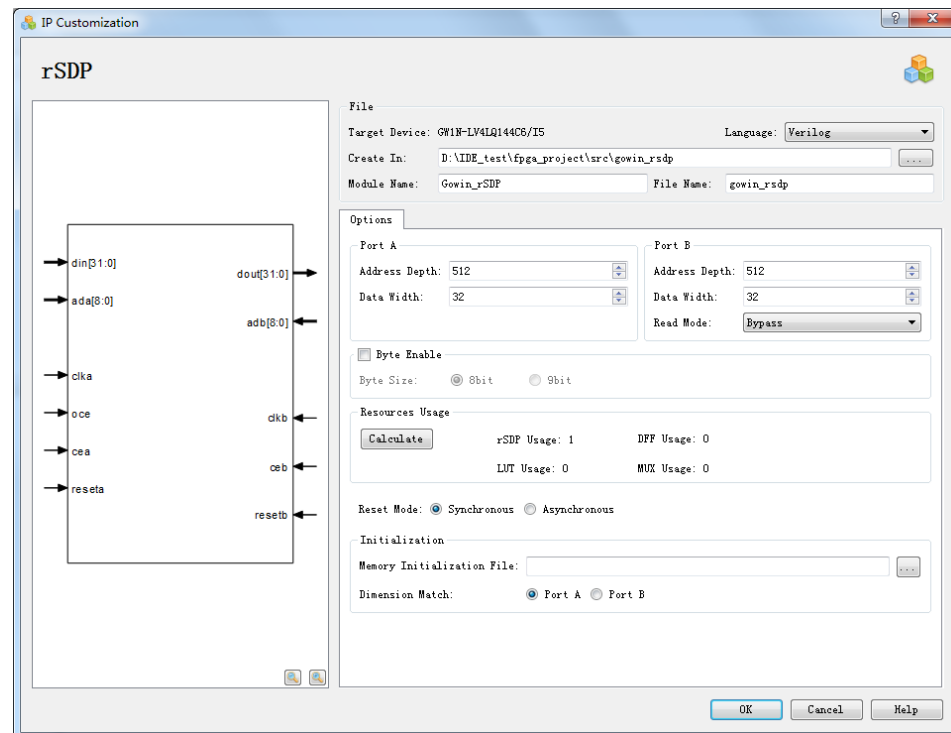 IP Customization
rSDP
File
Target Device: GW1N-LV4LQ144C6/I5 Language: Verilog
Create In: D:\IDE_test\fpga_project\src\gowin_rsdp ...
Module Name: Gowin_rSDP File Name: gowin_rsdp
Options
Port A Port B
Address Depth: 512 Address Depth: 512
Data Width: 32 Data Width: 32
Read Mode: Bypass
Byte Enable
Byte Size: 8bit 9bit
Resources Usage
Calculate rSDP Usage: 1 DFF Usage: 0
LUT Usage: 0 MUX Usage: 0
Reset Mode: Synchronous Asynchronous
Initialization
Memory Initialization File: ...
Dimension Match: Port A Port B
din[31:0]
dout[31:0]
ada[8:0]
adb[8:0]
clka
oce
clkb
cea
ceb
reseta
resetb
OK Cancel Help